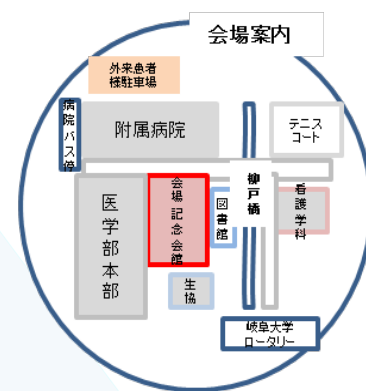 会場案内
外来患者
様駐車場
病院バス停
附属病院
テニス
コート
医学部本部
会場 記念会館
図書館
柳戸橋
看護学科
生協
岐阜大学
ロータリー